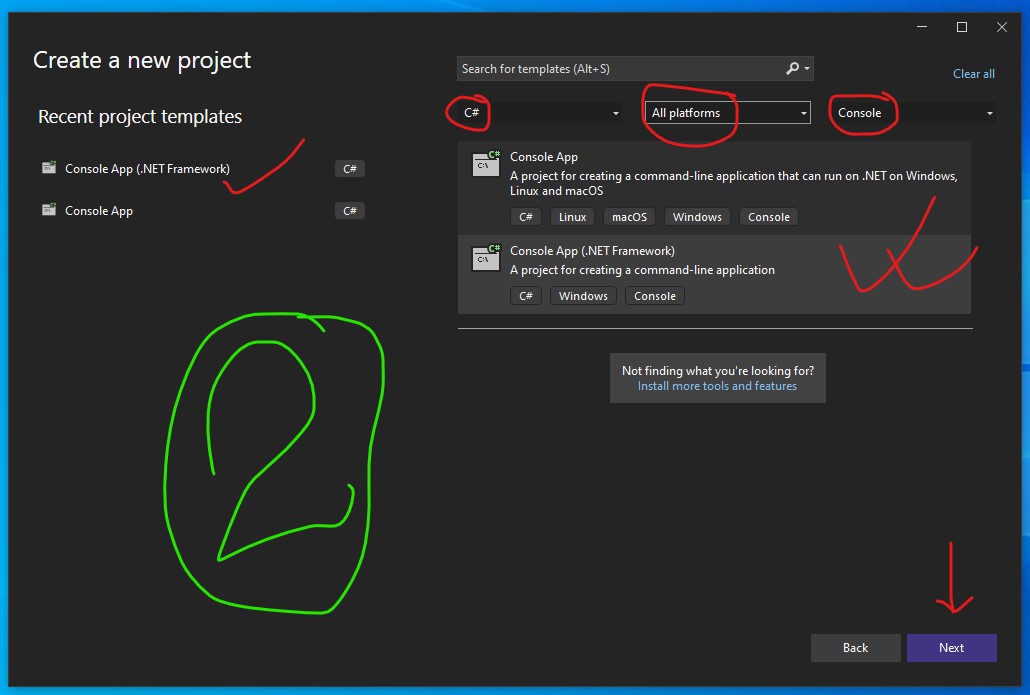 Create a new project
Search for templates (Alt+S)
Clear all
Recent project templates
C#
All platforms
Console
Console App (.NET Framework)
C#
Console App
C#
Console App
A project for creating a command-line application that can run on .NET on Windows,
Linux and macOS
C# Linux macOS Windows Console
Console App (.NET Framework)
A project for creating a command-line application
C# Windows Console
Not finding what you're looking for?
Install more tools and features
2
Back
Next